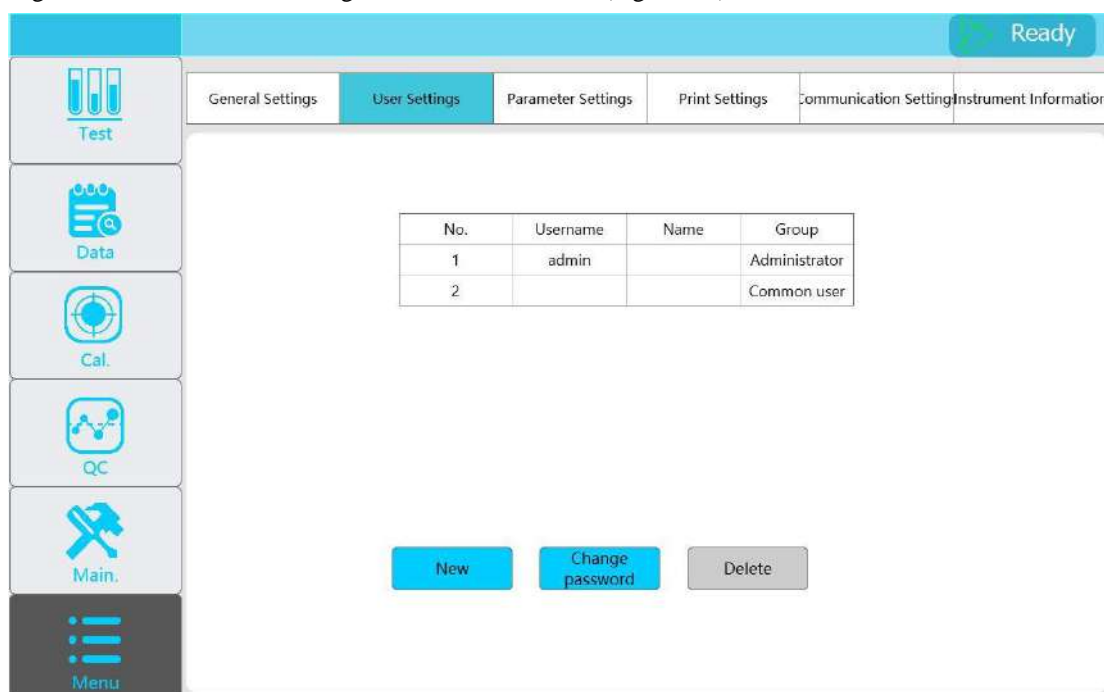 Ready
General Settings User Settings Parameter Settings Print Settings Communication Setting Instrument Information
Test
Data
Cal.
QC
Main.
Menu
No. Username Name Group
1 admin Administrator
2 Common user
New Change password Delete